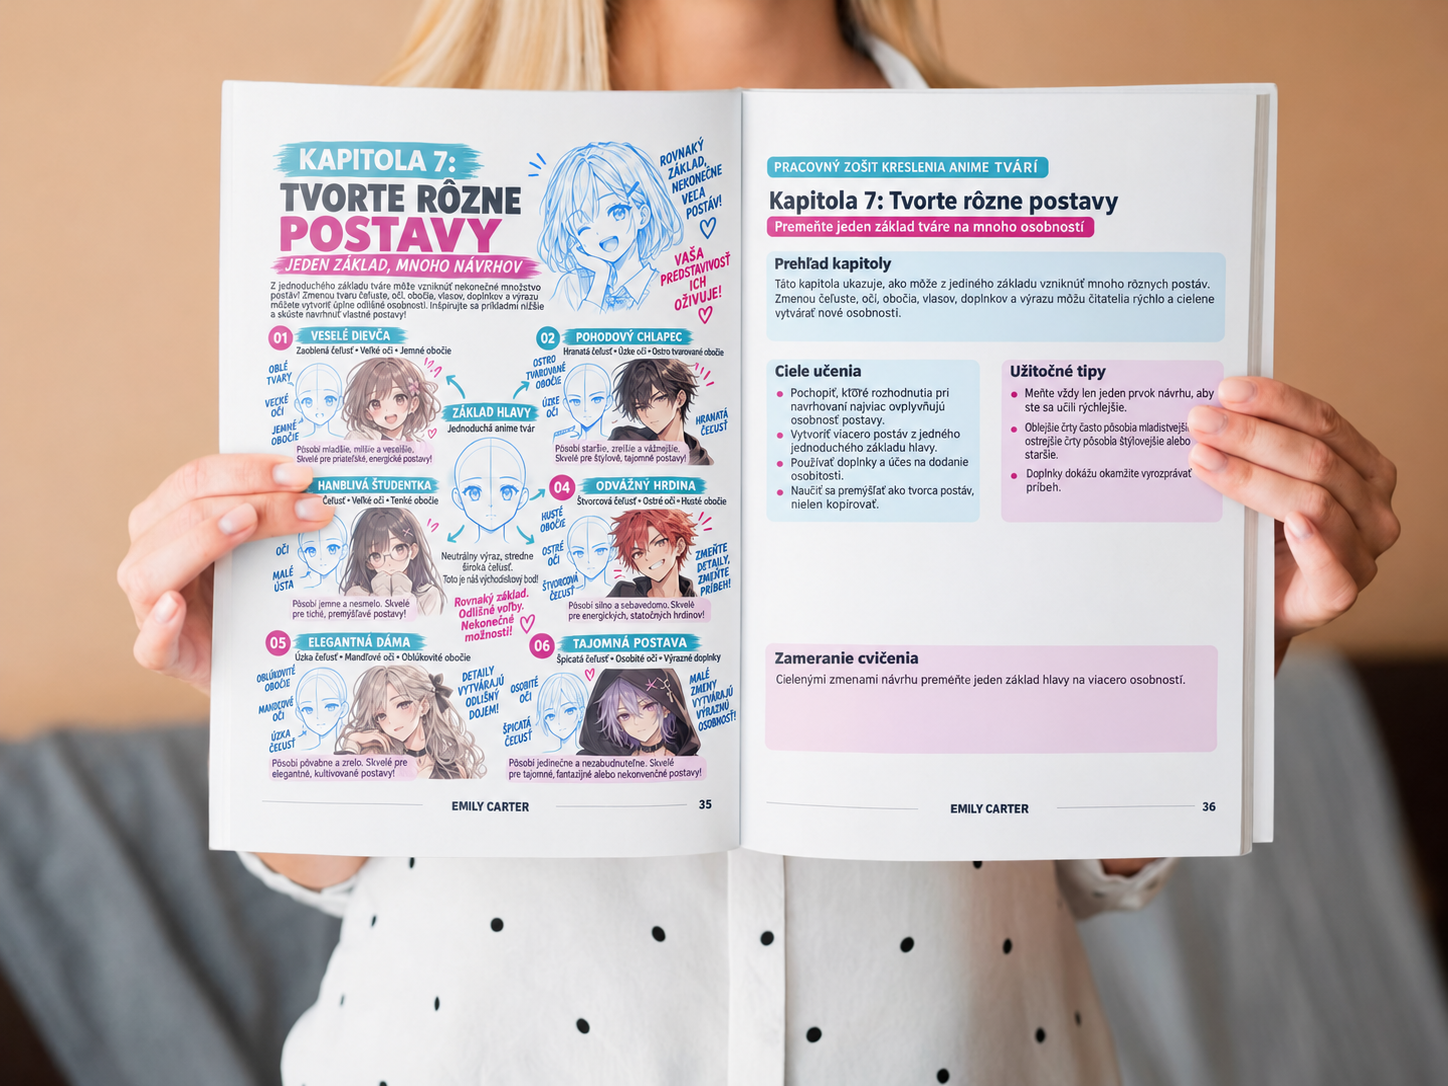 KAPITOLA 7:
TVORTE RÔZNE
POSTAVY
JEDEN ZÁKLAD, MNOHO NÁVRHOV
Z jednoduchého základu tváre môže vzniknúť nekonečné množstvo
postáv! Zmenou tvaru čeľuste, očí, obočia, vlasov, doplnkov a výrazu
môžete vytvoriť úplne odlišné osobnosti. Inšpirujte sa príkladmi nižšie
a skúste navrhnúť vlastné postavy!
ROVNAKÝ
ZÁKLAD,
NEKONEČNE
VEĽA
POSTÁV!
VAŠA
PREDSTAVIVOSŤ
ICH
OŽIVUJE!
01 VESELÉ DIEVČA
Zaoblená čeľusť • Veľké oči • Jemné obočie
OBLÉ
TVARY
VEĽKÉ
OČI
JEMNÉ
OBOČIE
Pôsobí mladšie, milšie a veselšie.
Skvelé pre priateľské, energické postavy!
02 POHODOVÝ CHLAPEC
Hranatá čeľusť • Úzke oči • Ostro tvarované obočie
OSTRO
TVAROVANÉ
OBOČIE
ÚZKE
OČI
HRANATÁ
ČEĽUSŤ
Pôsobí staršie, zrelšie a vážnejšie.
Skvelé pre štýlové, tajomné postavy!
ZÁKLAD HLAVY
Jednoduchá anime tvár
Neutrálny výraz, stredne
široká čeľusť.
Toto je náš východiskový bod!
Rovnaký základ.
Odlišné voľby.
Nekonečné
možnosti!
HANBLIVÁ ŠTUDENTKA
čeľusť • Veľké oči • Tenké obočie
OČI
MALÉ
ÚSTA
Pôsobí jemne a nesmelo. Skvelé
pre tiché, premýšľavé postavy!
04 ODVÁŽNY HRDINA
Štvorcová čeľusť • Ostré oči • Husté obočie
HUSTÉ
OBOČIE
OSTRÉ
OČI
ŠTVORCOVÁ
ČEĽUSŤ
ZMEŇTE
DETAILY,
ZMEŇTE
PRÍBEH!
Pôsobí silno a sebavedomo. Skvelé
pre energických, statočných hrdinov!
05 ELEGANTNÁ DÁMA
Úzka čeľusť • Mandľové oči • Oblúkovité obočie
OBLÚKOVITÉ
OBOČIE
MANDĽOVÉ
OČI
ÚZKA
ČEĽUSŤ
DETAILY
VYTVÁRAJÚ
ODLIŠNÝ
DOJEM!
Pôsobí pôvabne a zrelo. Skvelé pre
elegantné, kultivované postavy!
06 TAJOMNÁ POSTAVA
Špicatá čeľusť • Osobité oči • Výrazné doplnky
OSOBITÉ
OČI
ŠPICATÁ
ČEĽUSŤ
MALÉ
ZMENY
VYTVÁRAJÚ
VÝRAZNÚ
OSOBNOSŤ!
Pôsobí jedinečne a nezabudnuteľne. Skvelé
pre tajomné, fantazijné alebo nekonvenčné postavy!
EMILY CARTER
35
PRACOVNÝ ZOŠIT KRESLENIA ANIME TVÁRÍ
Kapitola 7: Tvorte rôzne postavy
Premeňte jeden základ tváre na mnoho osobností
Prehľad kapitoly
Táto kapitola ukazuje, ako môže z jediného základu vzniknúť mnoho rôznych postáv.
Zmenou čeľuste, očí, obočia, vlasov, doplnkov a výrazu môžu čitatelia rýchlo a cielene
vytvárať nové osobnosti.
Ciele učenia
• Pochopiť, ktoré rozhodnutia pri
navrhovaní najviac ovplyvňujú
osobnosť postavy.
• Vytvoriť viacero postáv z jedného
jednoduchého základu hlavy.
• Používať doplnky a účes na dodanie
osobitosti.
• Naučiť sa premýšľať ako tvorca postáv,
nielen kopírovať.
Užitočné tipy
• Meňte vždy len jeden prvok návrhu, aby
ste sa učili rýchlejšie.
• Oblejšie črty často pôsobia mladistvejšie
ostrejšie črty pôsobia štýlovejšie alebo
staršie.
• Doplnky dokážu okamžite vyrozprávať
príbeh.
Zameranie cvičenia
Cielenými zmenami návrhu premeňte jeden základ hlavy na viacero osobností.
EMILY CARTER
36